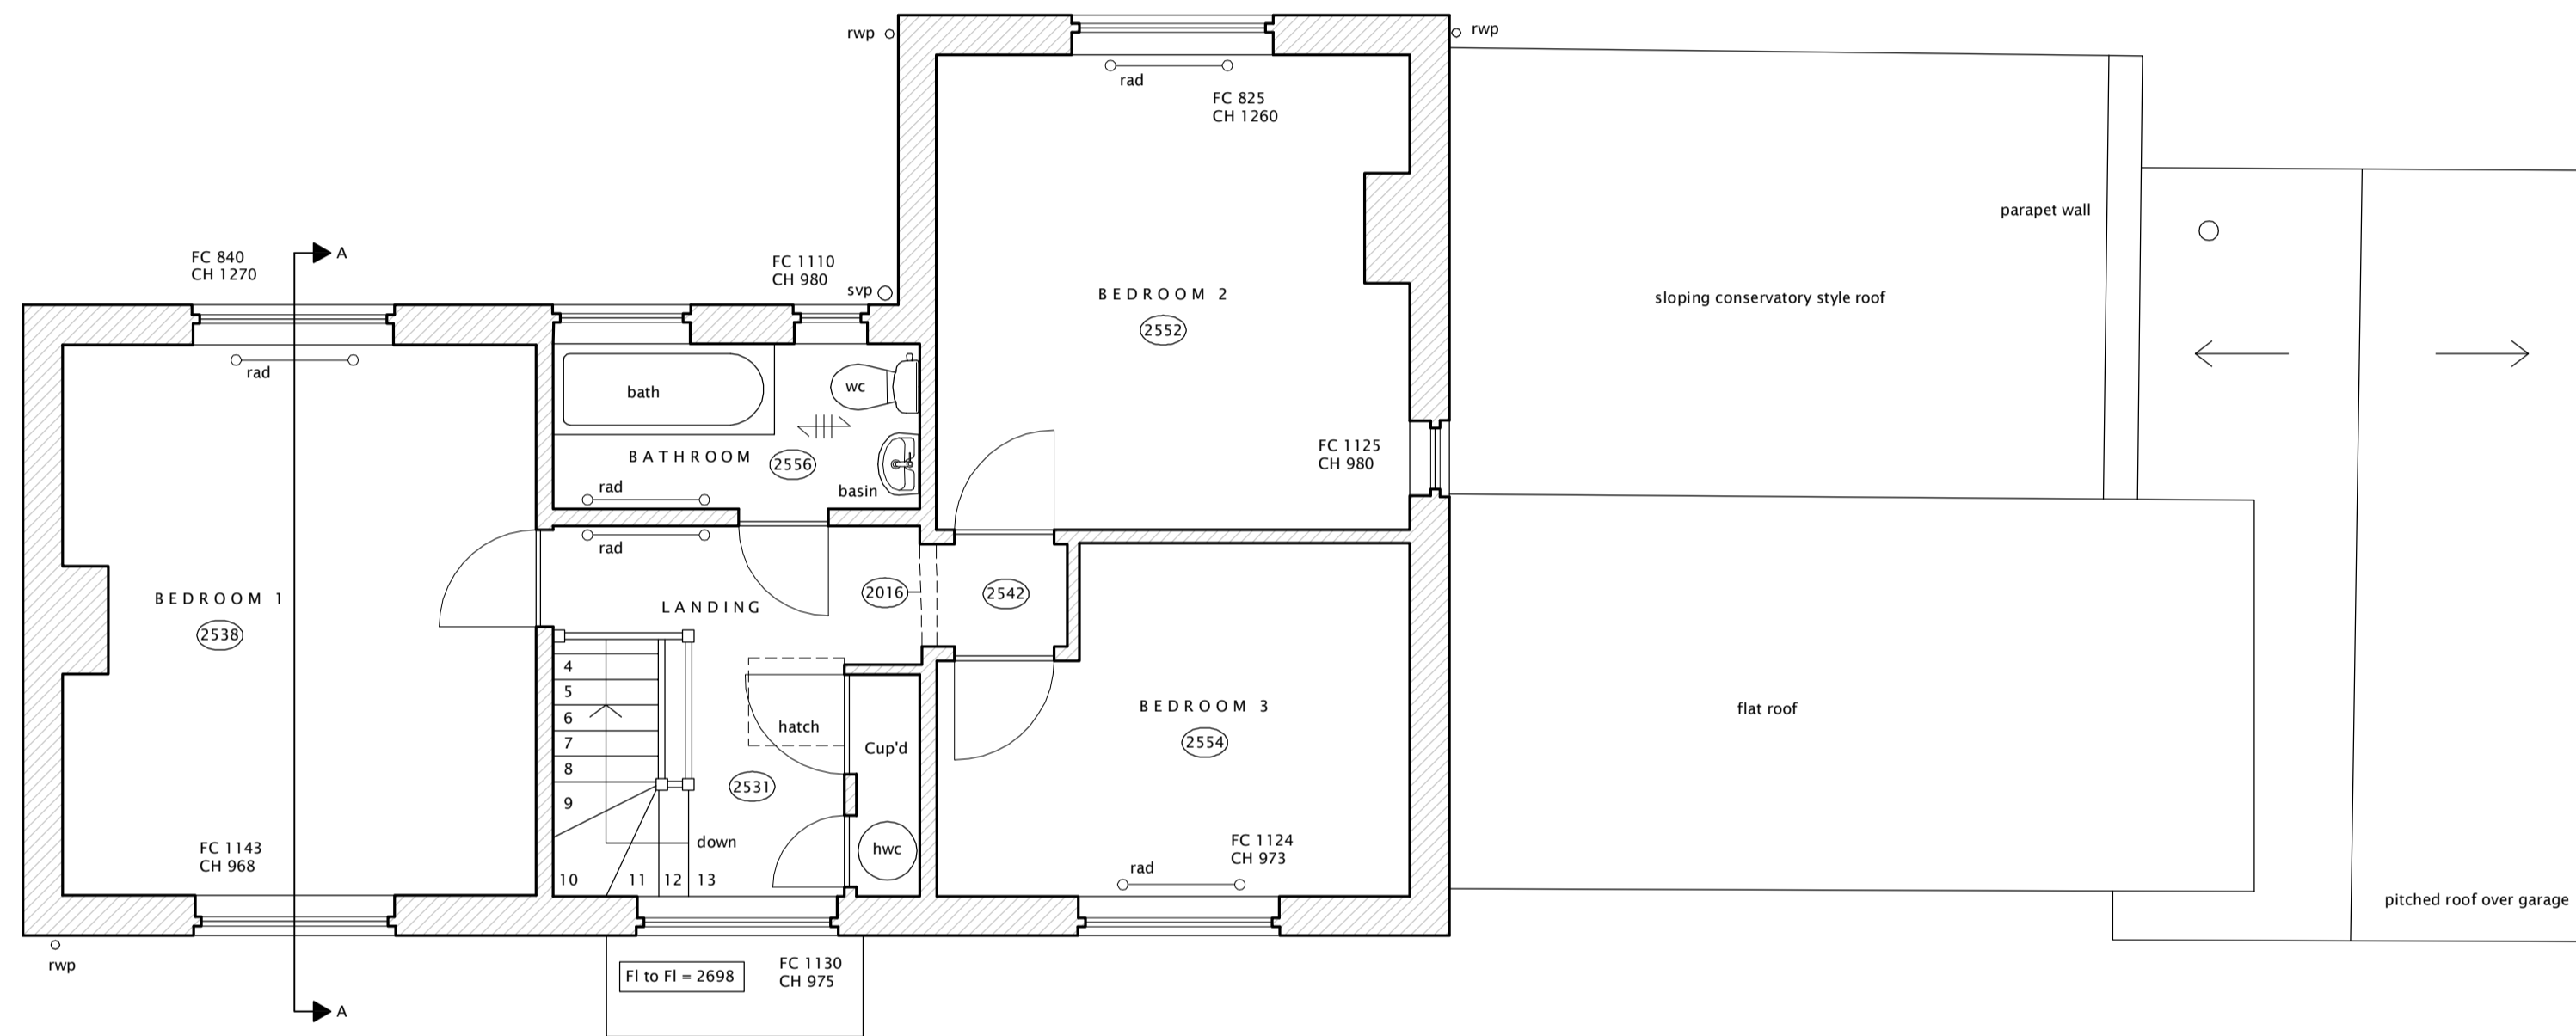 rwp
rwp
rad
FC 825
CH 1260
parapet wall
A
FC 840
CH 1270
FC 1110
CH 980
svp
BEDROOM 2
2552
sloping conservatory style roof
rad
bath
wc
FC 1125
CH 980
BATHROOM
2556
rad
basin
rad
BEDROOM 1
2538
LANDING
2016
2542
4
5
6
7
8
9
10
11
12
13
hatch
Cup'd
2531
down
hwc
BEDROOM 3
2554
flat roof
FC 1143
CH 968
FC 1124
CH 973
rad
pitched roof over garage
rwp
Fl to Fl = 2698
FC 1130
CH 975
A